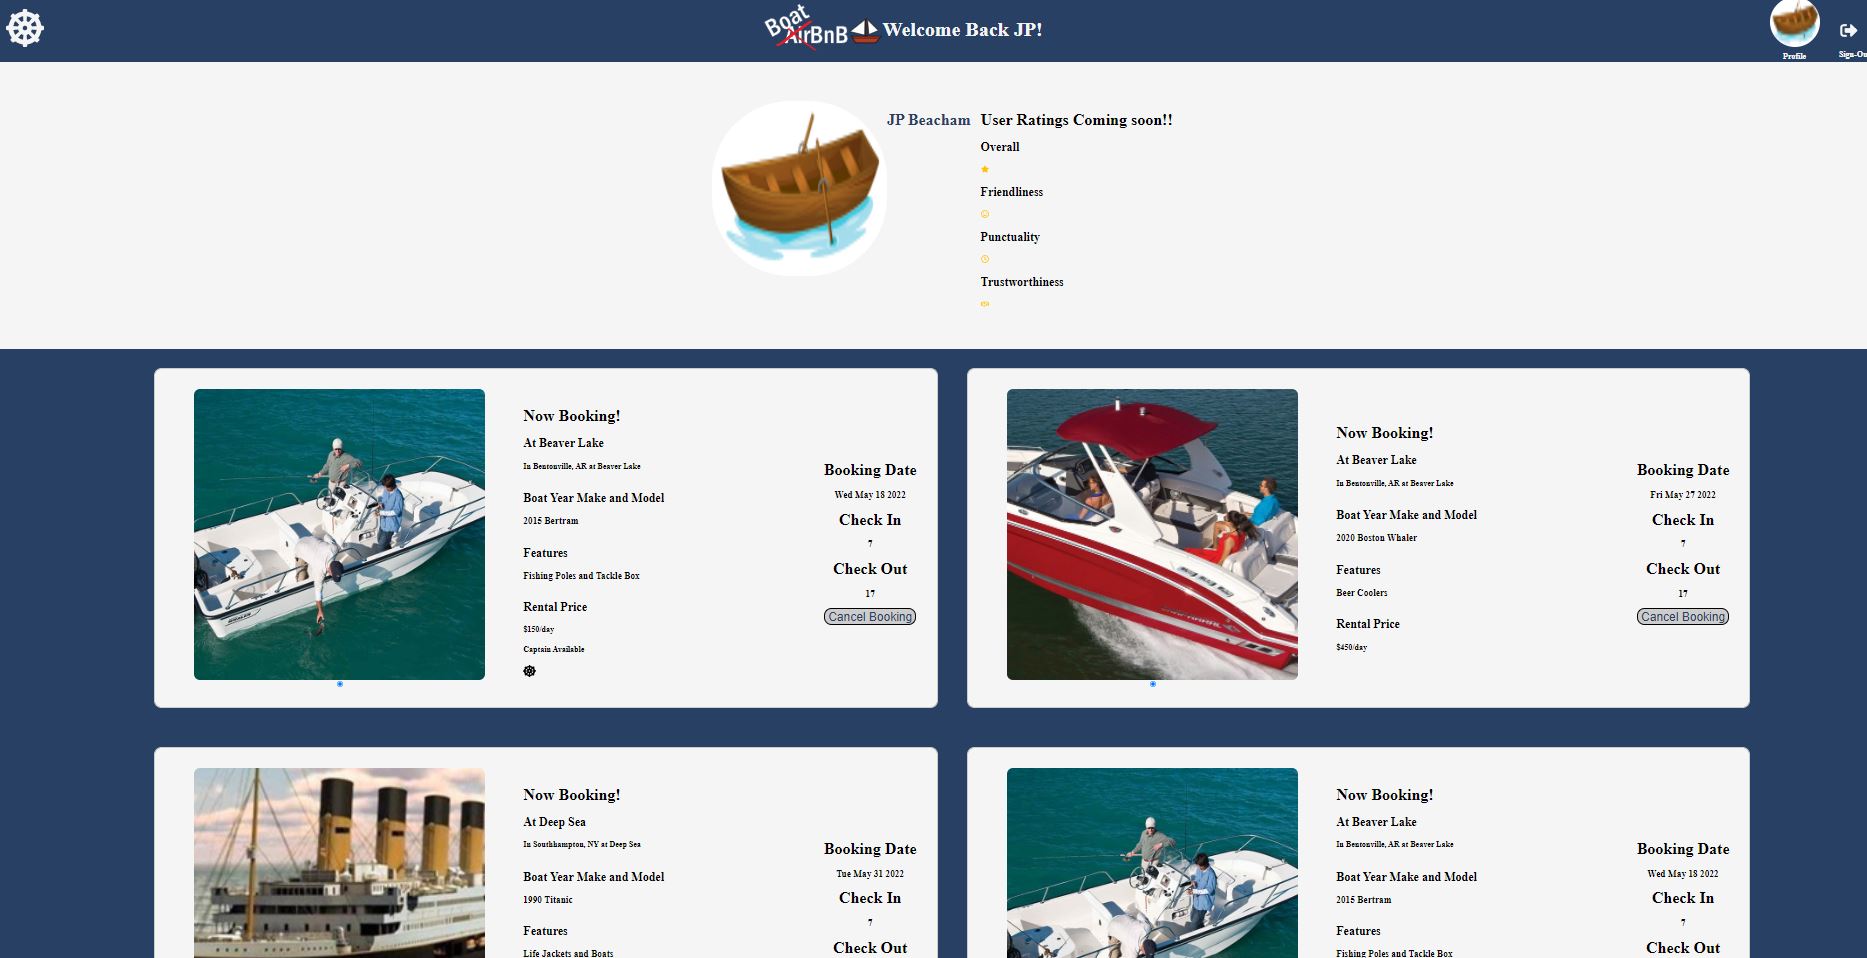 Boat
AirBnB
Welcome Back JP!
Profile
Sign-Ou
JP Beacham
User Ratings Coming soon!!
Overall
Friendliness
Punctuality
Trustworthiness
Now Booking!
At Beaver Lake
In Bentonville, AR at Beaver Lake
Boat Year Make and Model
2015 Bertram
Features
Fishing Poles and Tackle Box
Rental Price
$150/day
Captain Available
Booking Date
Wed May 18 2022
Check In
7
Check Out
17
Cancel Booking
Now Booking!
At Beaver Lake
In Bentonville, AR at Beaver Lake
Boat Year Make and Model
2020 Boston Whaler
Features
Beer Coolers
Rental Price
$450/day
Booking Date
Fri May 27 2022
Check In
7
Check Out
17
Cancel Booking
Now Booking!
At Deep Sea
In Southhampton, NY at Deep Sea
Boat Year Make and Model
1990 Titanic
Features
Life Jackets and Boats
Booking Date
Tue May 31 2022
Check In
7
Check Out
Now Booking!
At Beaver Lake
In Bentonville, AR at Beaver Lake
Boat Year Make and Model
2015 Bertram
Features
Fishing Poles and Tackle Box
Booking Date
Wed May 18 2022
Check In
7
Check Out